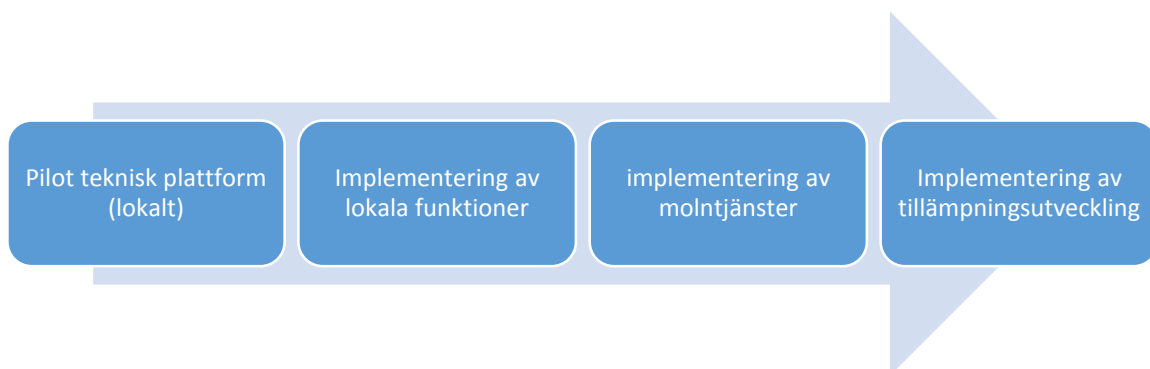 Pilot teknisk plattform
(lokalt)
Implementering av
lokala funktioner
implementering av
molntjänster
Implementering av
tillämpningsutveckling